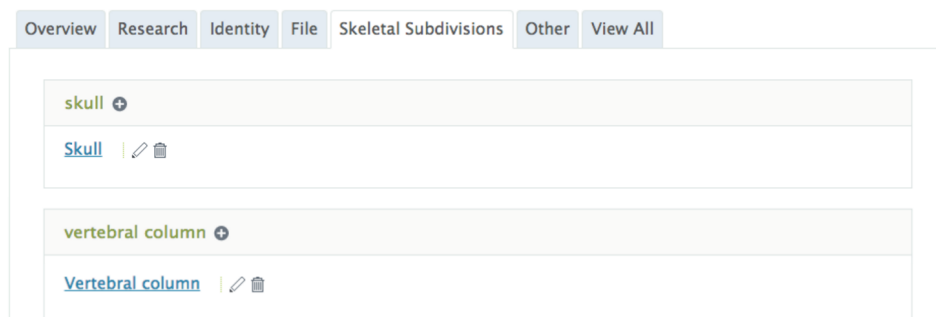 Overview Research Identity File Skeletal Subdivisions Other View All
skull
Skull
vertebral column
Vertebral column